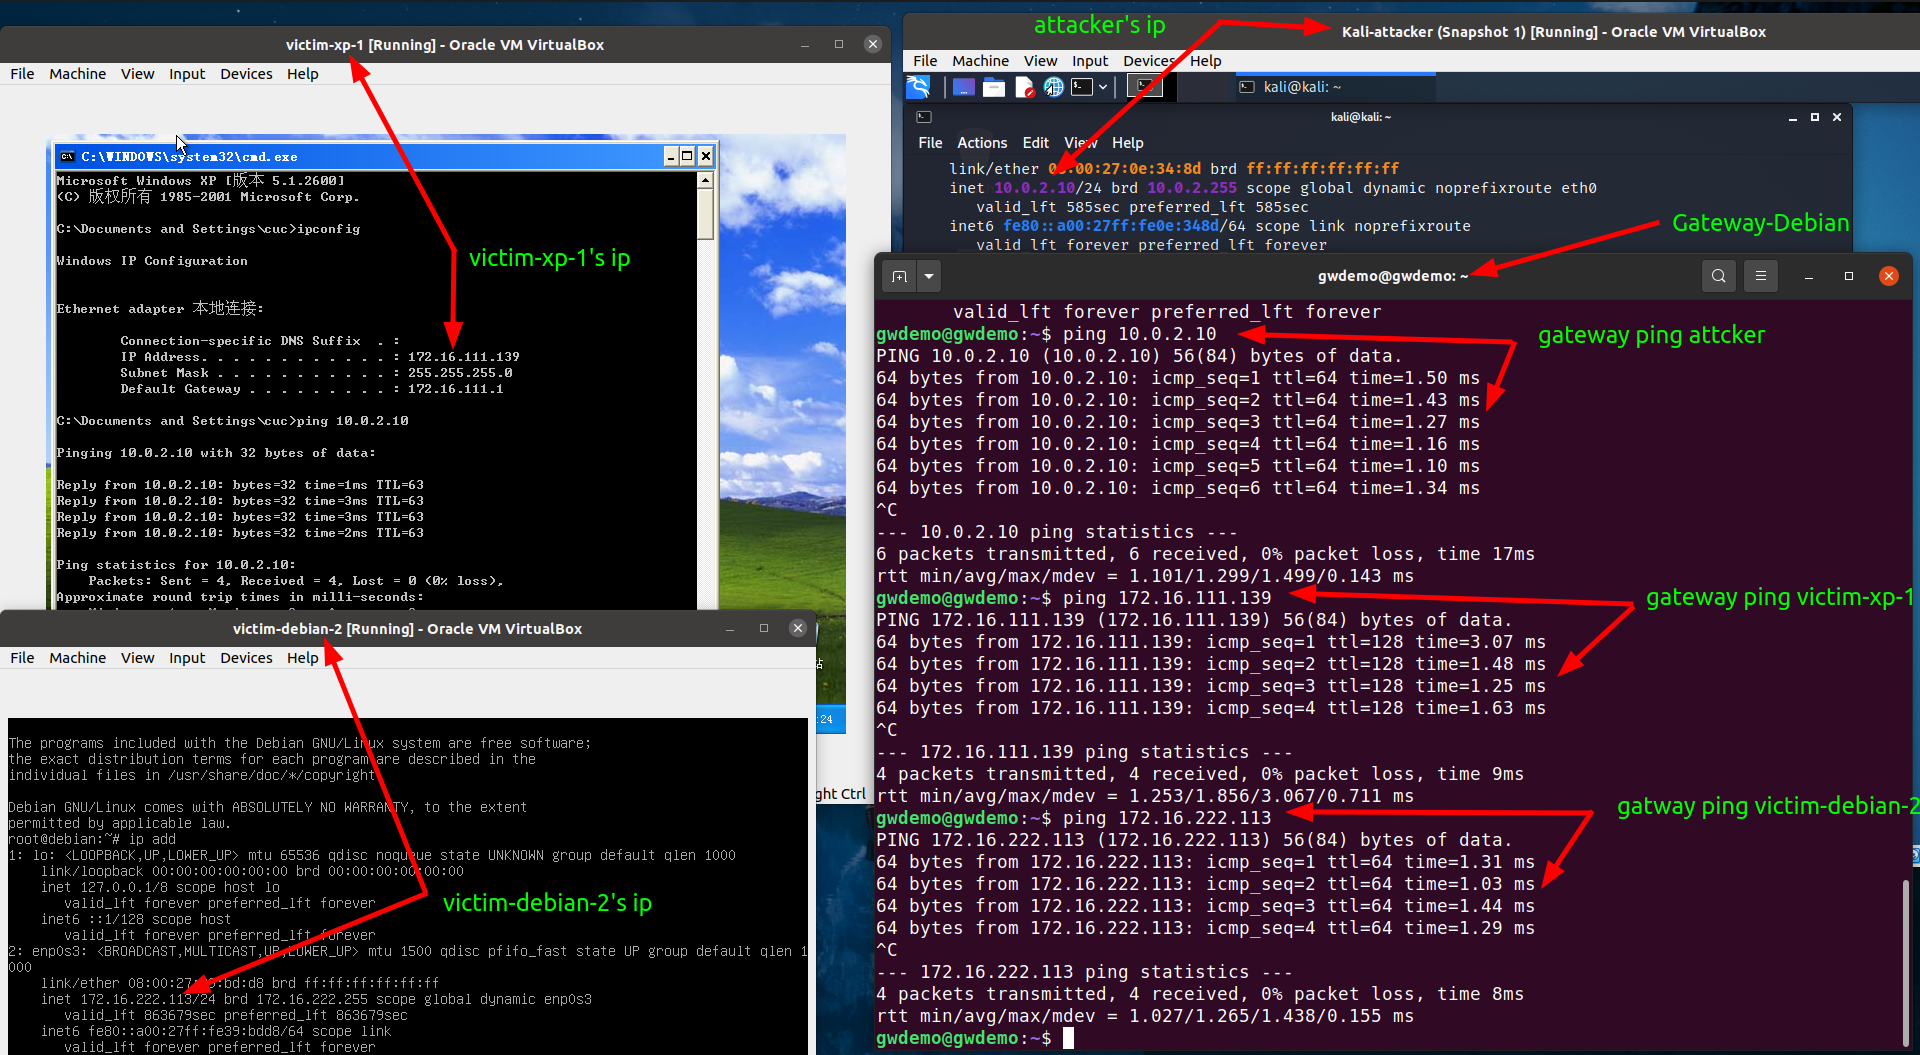 attacker's ip
victim-xp-1 [Running] - Oracle VM VirtualBox
File Machine View Input Devices Help
C:\WINDOWS\system32\cmd.exe
Microsoft Windows XP [版本 5.1.2600]
(C) 版权所有 1985-2001 Microsoft Corp.
C:\Documents and Settings\cuc>ipconfig
Windows IP Configuration
Ethernet adapter 本地连接:
Connection-specific DNS Suffix  . :
IP Address. . . . . . . . . . . . : 172.16.111.139
Subnet Mask . . . . . . . . . . . : 255.255.255.0
Default Gateway . . . . . . . . . : 172.16.111.1
C:\Documents and Settings\cuc>ping 10.0.2.10
Pinging 10.0.2.10 with 32 bytes of data:
Reply from 10.0.2.10: bytes=32 time=1ms TTL=63
Reply from 10.0.2.10: bytes=32 time=3ms TTL=63
Reply from 10.0.2.10: bytes=32 time=3ms TTL=63
Reply from 10.0.2.10: bytes=32 time=2ms TTL=63
Ping statistics for 10.0.2.10:
Packets: Sent = 4, Received = 4, Lost = 0 (0% loss),
Approximate round trip times in milli-seconds:
victim-xp-1's ip
:24
ght Ctrl
victim-debian-2 [Running] - Oracle VM VirtualBox
File Machine View Input Devices Help
The programs included with the Debian GNU/Linux system are free software;
the exact distribution terms for each program are described in the
individual files in /usr/share/doc/*/copyright
Debian GNU/Linux comes with ABSOLUTELY NO WARRANTY, to the extent
permitted by applicable law.
root@debian:~# ip add
1: lo: <LOOPBACK,UP,LOWER_UP> mtu 65536 qdisc noqueue state UNKNOWN group default qlen 1000
link/loopback 00:00:00:00:00:00 brd 00:00:00:00:00:00
inet 127.0.0.1/8 scope host lo
valid_lft forever preferred_lft forever
inet6 ::1/128 scope host
valid_lft forever preferred_lft forever
2: enp0s3: <BROADCAST,MULTICAST,UP,LOWER_UP> mtu 1500 qdisc pfifo_fast state UP group default qlen 1
000
link/ether brd ff:ff:ff:ff:ff:ff
inet 172.16.222.113/24 brd 172.16.222.255 scope global dynamic enp0s3
valid_lft 863679sec preferred_lft 863679sec
inet6 fe80::a00:27ff:fe39:bdd8/64 scope link
valid_lft forever preferred_lft forever
victim-debian-2's ip
Kali-attacker (Snapshot 1) [Running] - Oracle VM VirtualBox
File Machine View Input Devices Help
kali@kali: ~
kali@kali: ~
File Actions Edit View Help
link/ether 08:00:27:0e:34:8d brd ff:ff:ff:ff:ff:ff
inet 10.0.2.10/24 brd 10.0.2.255 scope global dynamic noprefixroute eth0
valid_lft 585sec preferred_lft 585sec
inet6 fe80::a00:27ff:fe0e:348d/64 scope link noprefixroute
valid_lft forever preferred_lft forever
Gateway-Debian
gwdemo@gwdemo: ~
valid_lft forever preferred_lft forever
gwdemo@gwdemo:~$ ping 10.0.2.10
gateway ping attcker
PING 10.0.2.10 (10.0.2.10) 56(84) bytes of data.
64 bytes from 10.0.2.10: icmp_seq=1 ttl=64 time=1.50 ms
64 bytes from 10.0.2.10: icmp_seq=2 ttl=64 time=1.43 ms
64 bytes from 10.0.2.10: icmp_seq=3 ttl=64 time=1.27 ms
64 bytes from 10.0.2.10: icmp_seq=4 ttl=64 time=1.16 ms
64 bytes from 10.0.2.10: icmp_seq=5 ttl=64 time=1.10 ms
64 bytes from 10.0.2.10: icmp_seq=6 ttl=64 time=1.34 ms
^C
--- 10.0.2.10 ping statistics ---
6 packets transmitted, 6 received, 0% packet loss, time 17ms
rtt min/avg/max/mdev = 1.101/1.299/1.499/0.143 ms
gwdemo@gwdemo:~$ ping 172.16.111.139
gateway ping victim-xp-1
PING 172.16.111.139 (172.16.111.139) 56(84) bytes of data.
64 bytes from 172.16.111.139: icmp_seq=1 ttl=128 time=3.07 ms
64 bytes from 172.16.111.139: icmp_seq=2 ttl=128 time=1.48 ms
64 bytes from 172.16.111.139: icmp_seq=3 ttl=128 time=1.25 ms
64 bytes from 172.16.111.139: icmp_seq=4 ttl=128 time=1.63 ms
^C
--- 172.16.111.139 ping statistics ---
4 packets transmitted, 4 received, 0% packet loss, time 9ms
rtt min/avg/max/mdev = 1.253/1.856/3.067/0.711 ms
gwdemo@gwdemo:~$ ping 172.16.222.113
gatway ping victim-debian-2
PING 172.16.222.113 (172.16.222.113) 56(84) bytes of data.
64 bytes from 172.16.222.113: icmp_seq=1 ttl=64 time=1.31 ms
64 bytes from 172.16.222.113: icmp_seq=2 ttl=64 time=1.03 ms
64 bytes from 172.16.222.113: icmp_seq=3 ttl=64 time=1.44 ms
64 bytes from 172.16.222.113: icmp_seq=4 ttl=64 time=1.29 ms
^C
--- 172.16.222.113 ping statistics ---
4 packets transmitted, 4 received, 0% packet loss, time 8ms
rtt min/avg/max/mdev = 1.027/1.265/1.438/0.155 ms
gwdemo@gwdemo:~$